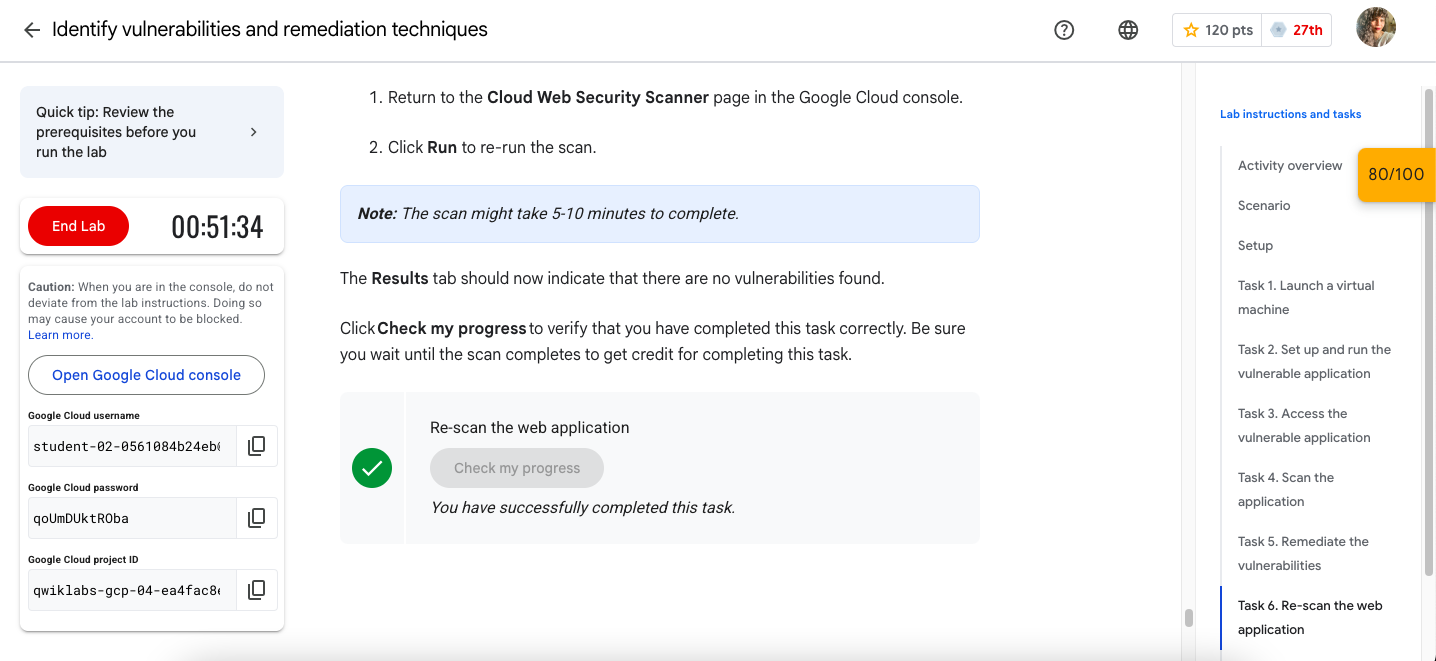 Identify vulnerabilities and remediation techniques
120 pts
27th
Quick tip: Review the
prerequisites before you
run the lab
End Lab
00:51:34
Caution: When you are in the console, do not
deviate from the lab instructions. Doing so
may cause your account to be blocked.
Learn more.
Open Google Cloud console
Google Cloud username
student-02-0561084b24eb
Google Cloud password
qoUmDUktROba
Google Cloud project ID
qwiklabs-gcp-04-ea4fac8
1. Return to the Cloud Web Security Scanner page in the Google Cloud console.
2. Click Run to re-run the scan.
Note: The scan might take 5-10 minutes to complete.
The Results tab should now indicate that there are no vulnerabilities found.
Click Check my progress to verify that you have completed this task correctly. Be sure
you wait until the scan completes to get credit for completing this task.
Re-scan the web application
Check my progress
You have successfully completed this task.
Lab instructions and tasks
Activity overview
80/100
Scenario
Setup
Task 1. Launch a virtual
machine
Task 2. Set up and run the
vulnerable application
Task 3. Access the
vulnerable application
Task 4. Scan the
application
Task 5. Remediate the
vulnerabilities
Task 6. Re-scan the web
application